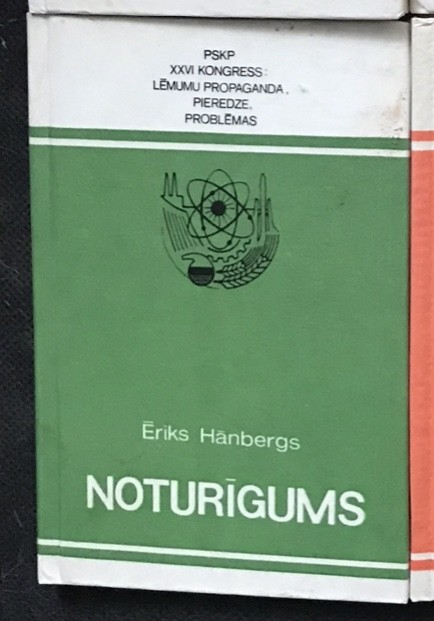 PSKP
XXVI KONGRESS:
LĒMUMU PROPAGANDA,
PIEREDZE,
PROBLĒMAS
Ēriks Hānbergs
NOTURĪGUMS